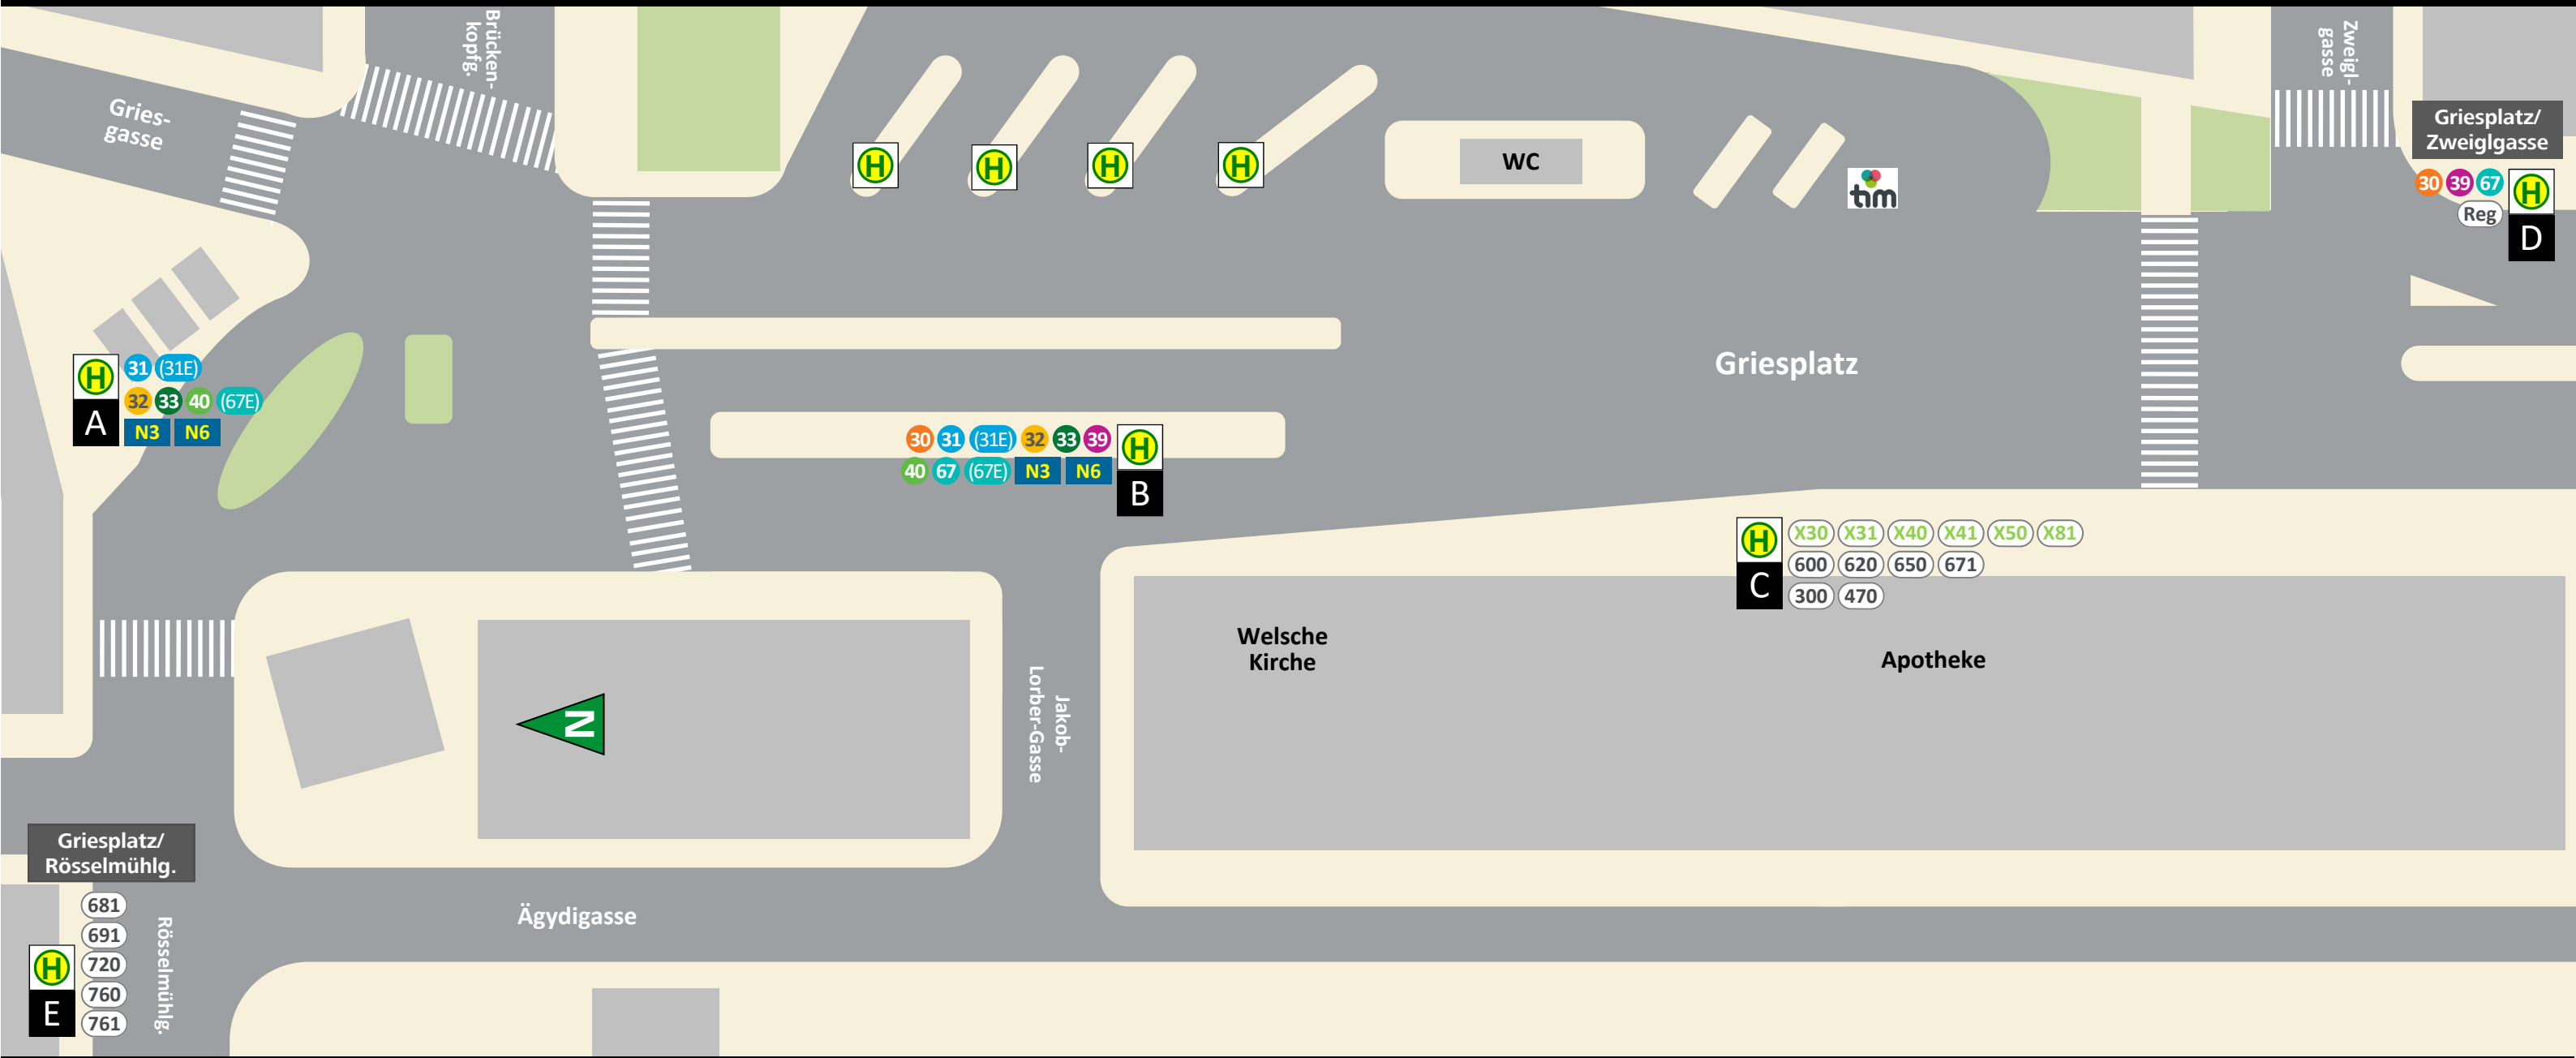 Brücken-
kopfg.
Gries-
gasse
H
H
H
H
WC
tim
Zweigl-
gasse
Griesplatz/
Zweiglgasse
30 39 67
Reg
H
D
H
A
31 (31E)
32 33 40 (67E)
N3 N6
Griesplatz
30 31 (31E) 32 33 39
40 67 (67E) N3 N6
H
B
H
C
X30 X31 X40 X41 X50 X81
600 620 650 671
300 470
Welsche
Kirche
Apotheke
N
Jakob-
Lorber-Gasse
Griesplatz/
Rösselmühlg.
681
691
720
760
761
H
E
Rösselmühlg.
Ägydigasse